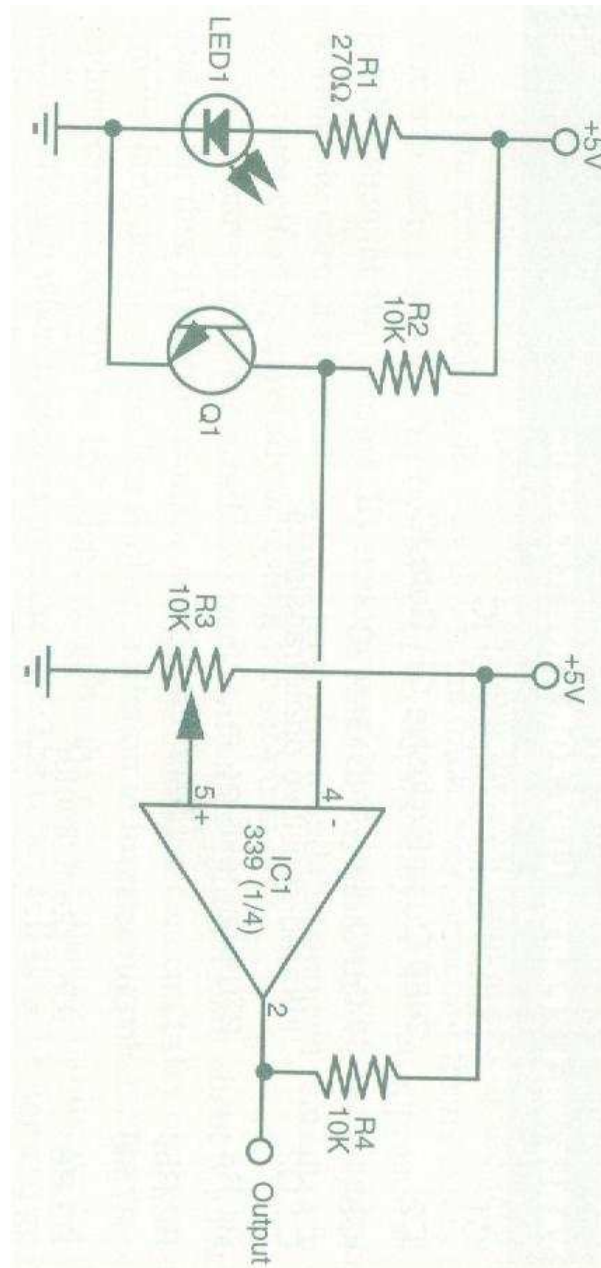 +5V
R1
270Ω
LED1
R2
10K
Q1
+5V
R3
10K
4
-
5
+
IC1
339 (1/4)
2
R4
10K
Output